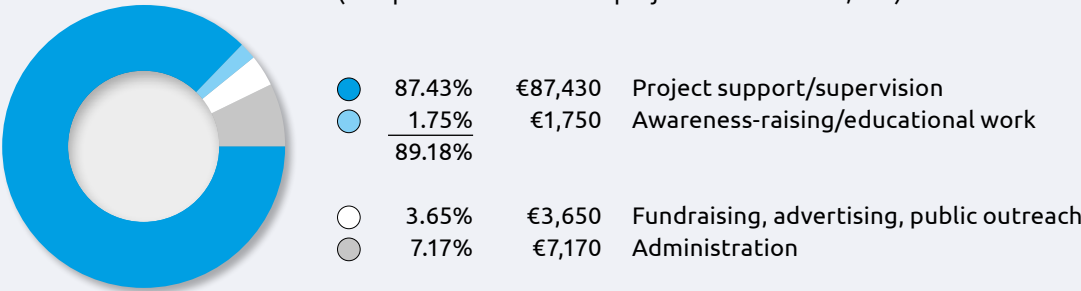 87.43% €87,430 Project support/supervision
1.75% €1,750 Awareness-raising/educational work
89.18%
3.65% €3,650 Fundraising, advertising, public outreach
7.17% €7,170 Administration